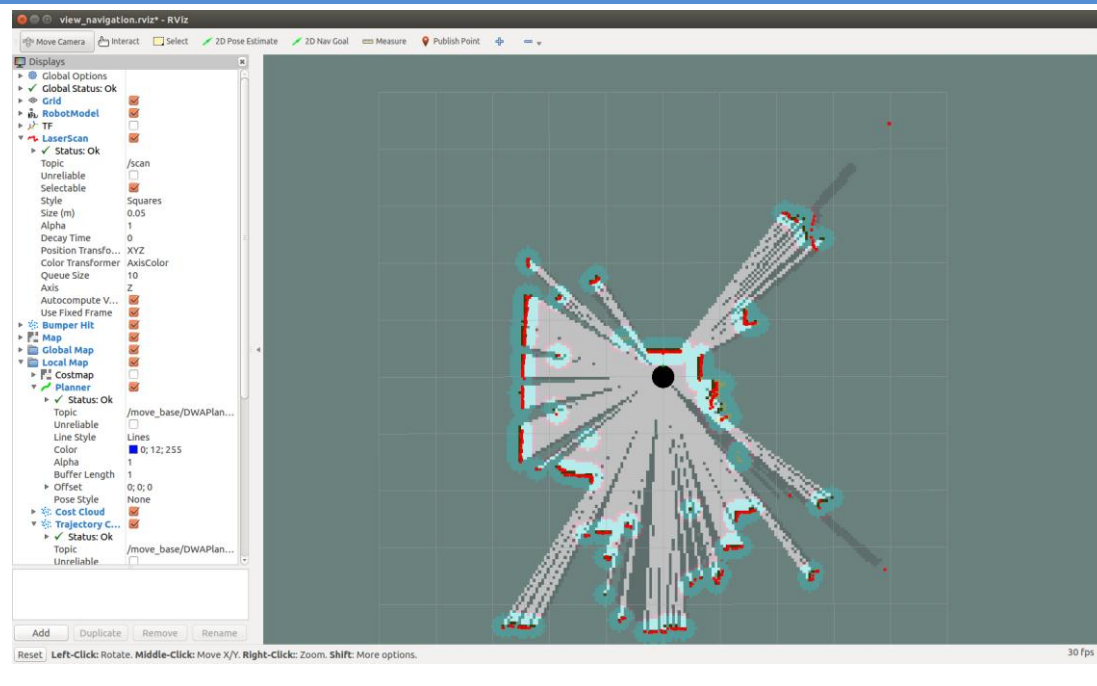 view_navigation.rviz* - RViz
Move Camera Interact Select 2D Pose Estimate 2D Nav Goal Measure Publish Point
Displays
Global Options
Global Status: Ok
Grid
RobotModel
TF
LaserScan
Status: Ok
Topic /scan
Unreliable
Selectable
Style Squares
Size (m) 0.05
Alpha 1
Decay Time 0
Position Transfo... XYZ
Color Transformer AxisColor
Queue Size 10
Axis Z
Autocompute V...
Use Fixed Frame
Bumper Hit
Map
Global Map
Local Map
Costmap
Planner
Status: Ok
Topic /move_base/DWAPlan...
Unreliable
Line Style Lines
Color 0; 12; 255
Alpha 1
Buffer Length 1
Offset 0; 0; 0
Pose Style None
Cost Cloud
Trajectory C...
Status: Ok
Topic /move_base/DWAPlan...
Unreliable
Add Duplicate Remove Rename
Reset Left-Click: Rotate. Middle-Click: Move X/Y. Right-Click:: Zoom. Shift: More options. 30 fps